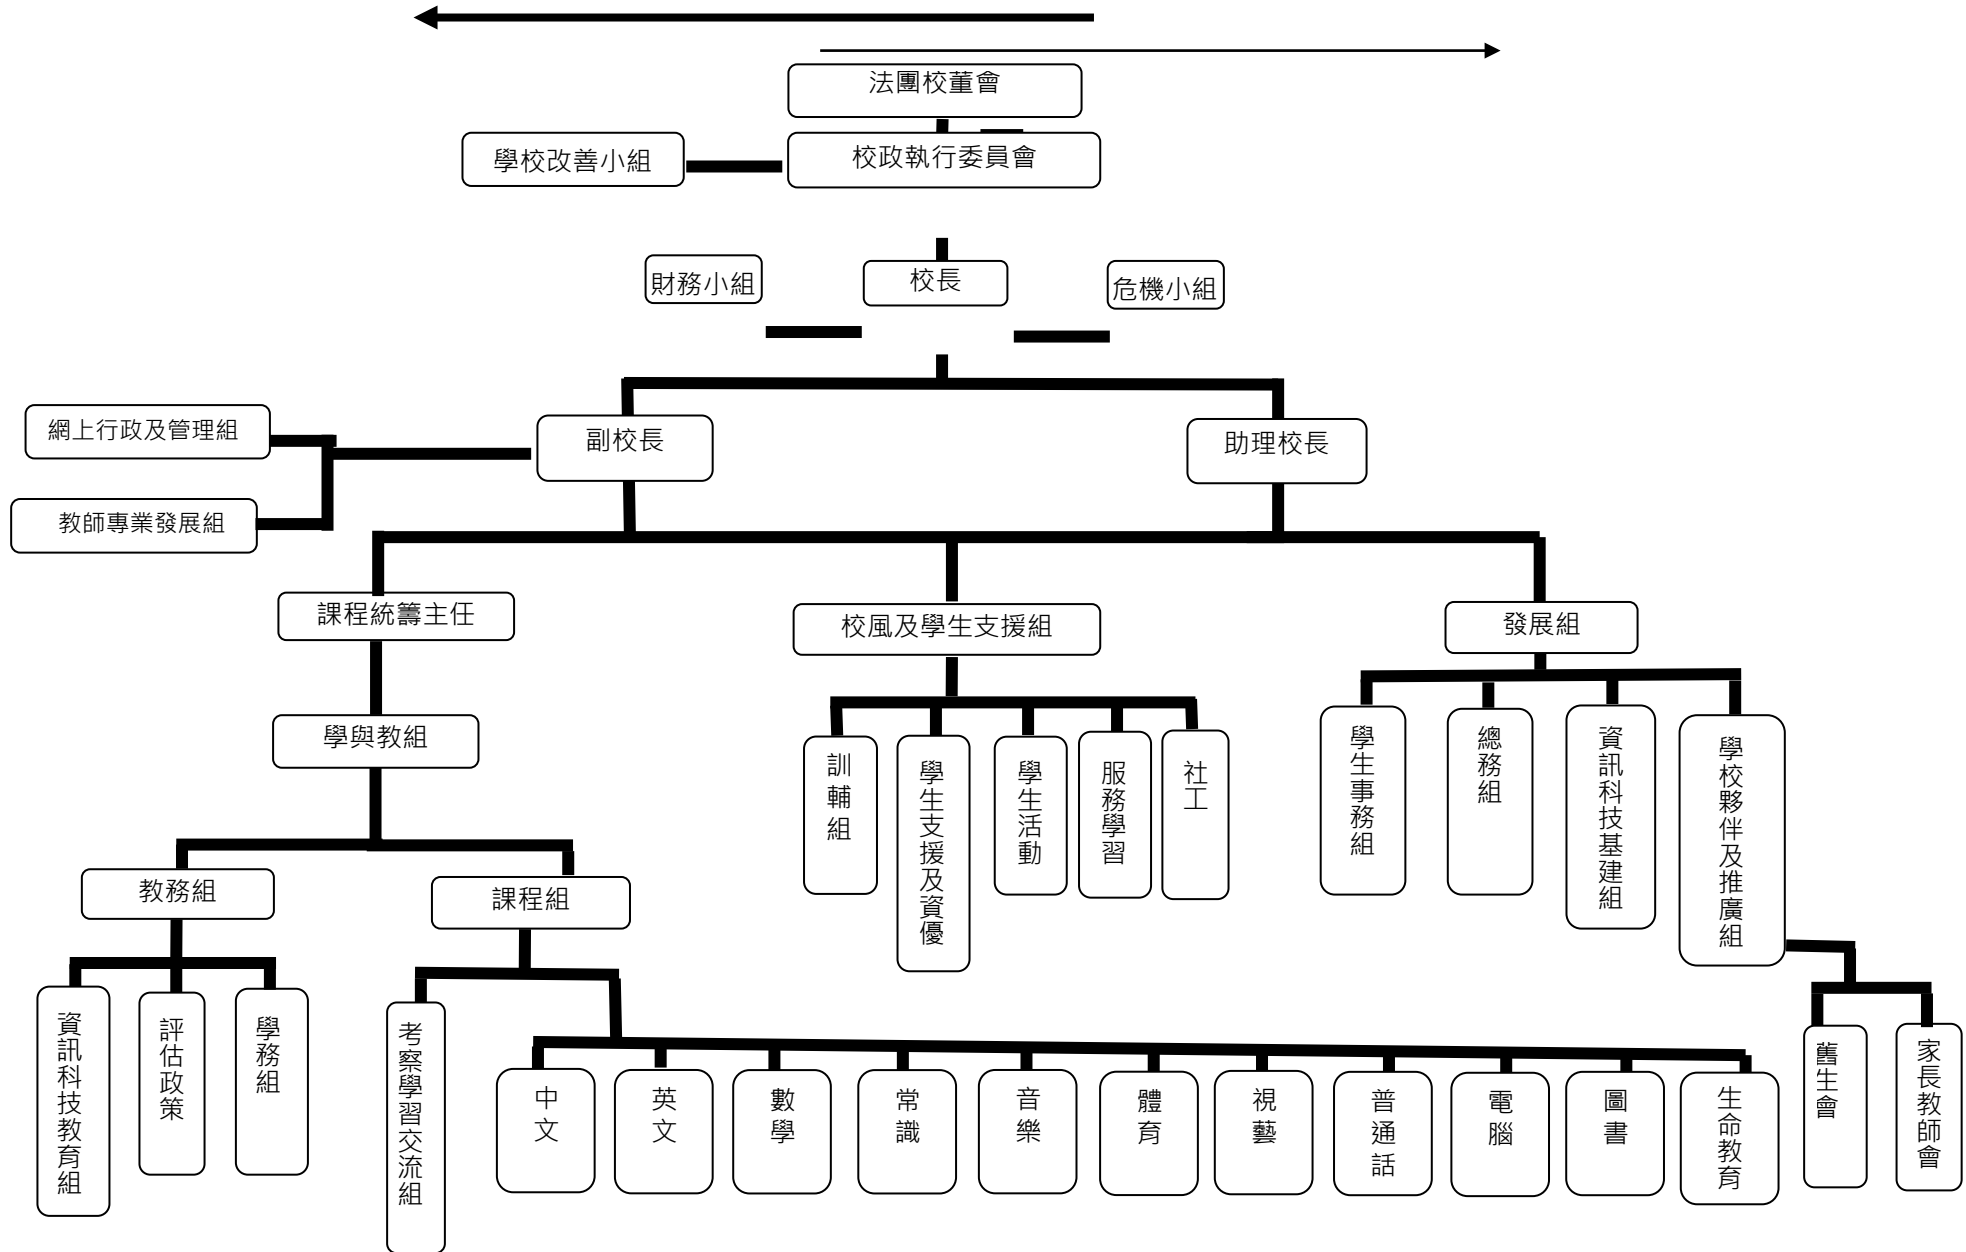 法團校董會
學校改善小組
校政執行委員會
財務小組
校長
危機小組
網上行政及管理組
副校長
助理校長
教師專業發展組
課程統籌主任
校風及學生支援組
發展組
學與教組
訓輔組
學生支援及資優
學生活動
服務學習
社工
學生事務組
總務組
資訊科技基建組
學校夥伴及推廣組
教務組
課程組
資訊科技教育組
評估政策
學務組
考察學習交流組
中文
英文
數學
常識
音樂
體育
視藝
普通話
電腦
圖書
生命教育
舊生會
家長教師會